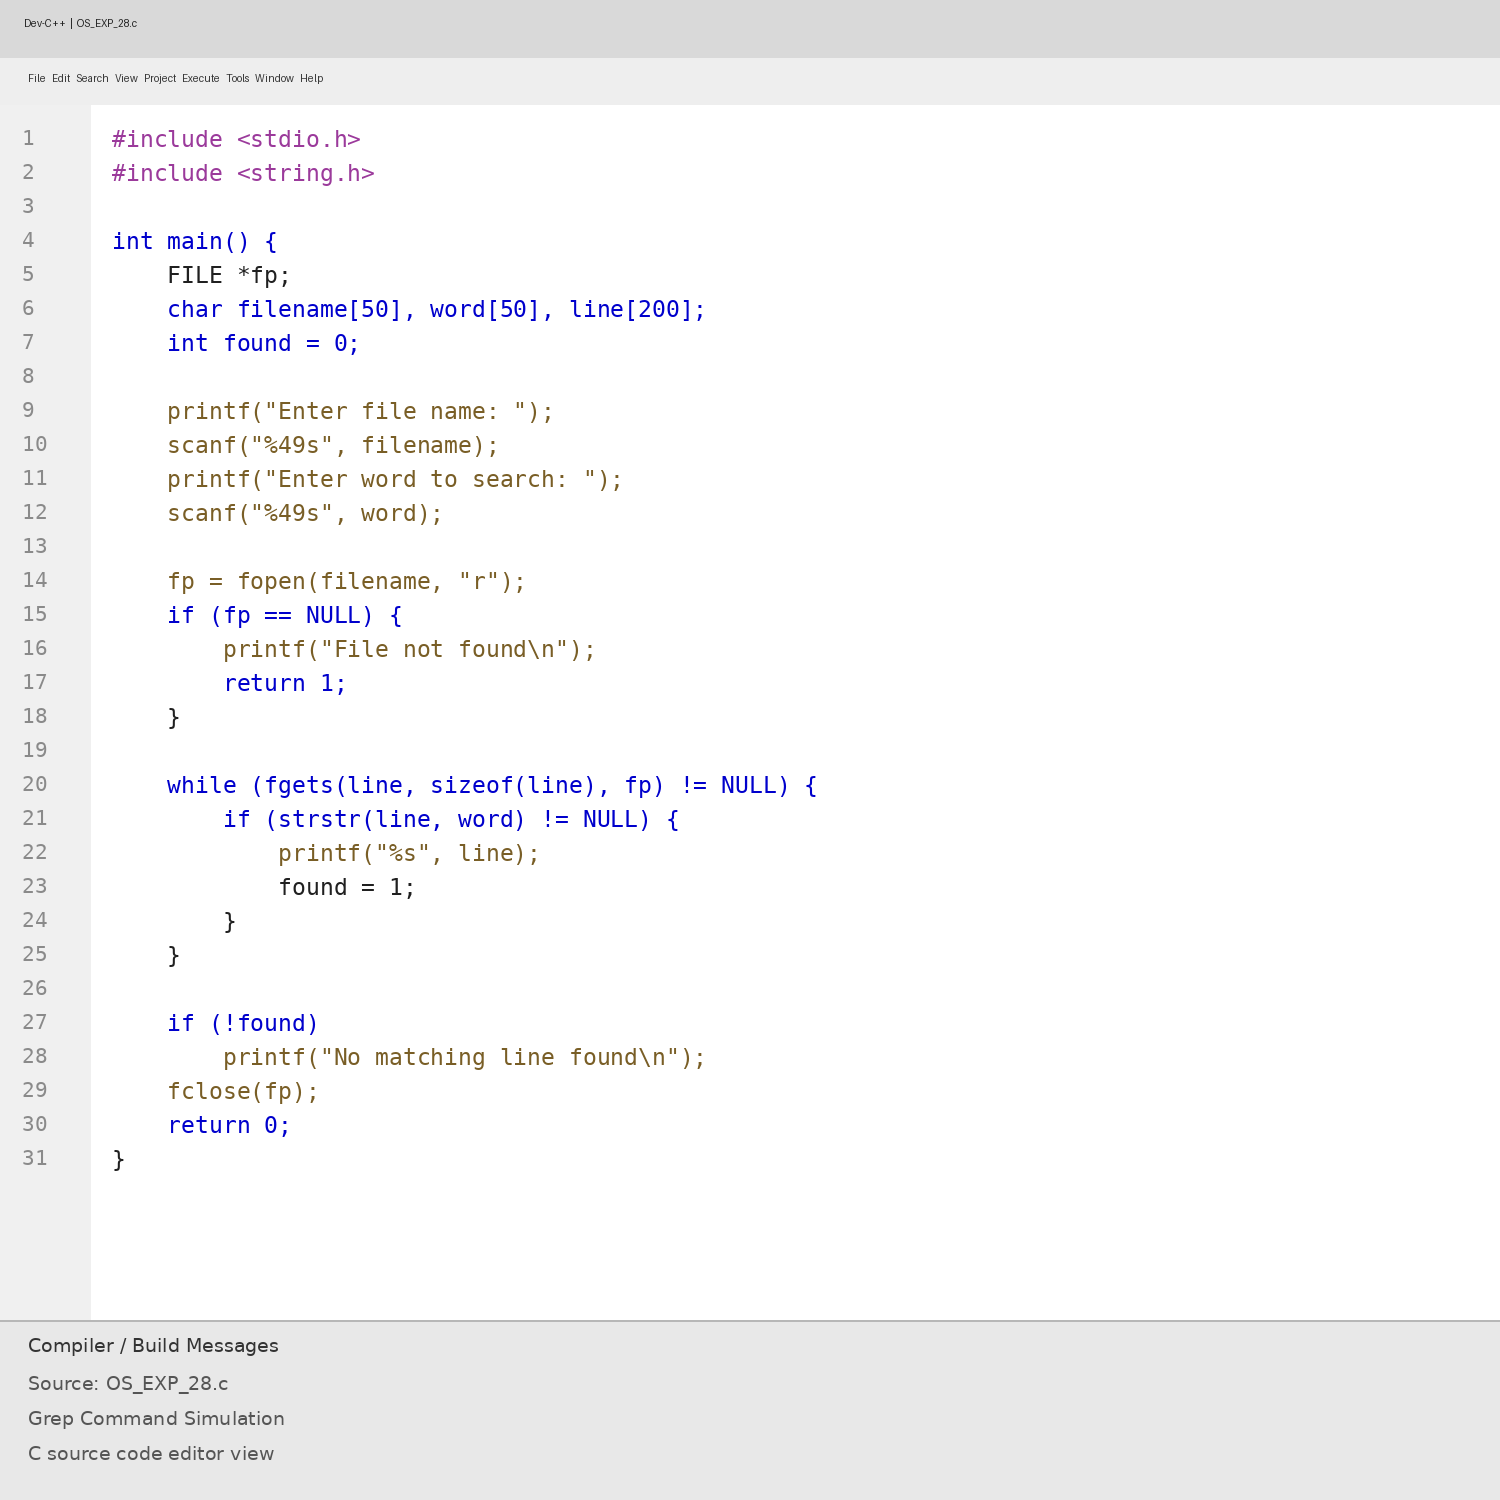 Dev-C++ | OS_EXP_28.c
File Edit Search View Project Execute Tools Window Help
1 #include <stdio.h>
2 #include <string.h>
3
4 int main() {
5     FILE *fp;
6     char filename[50], word[50], line[200];
7     int found = 0;
8
9     printf("Enter file name: ");
10     scanf("%49s", filename);
11     printf("Enter word to search: ");
12     scanf("%49s", word);
13
14     fp = fopen(filename, "r");
15     if (fp == NULL) {
16         printf("File not found\n");
17         return 1;
18     }
19
20     while (fgets(line, sizeof(line), fp) != NULL) {
21         if (strstr(line, word) != NULL) {
22             printf("%s", line);
23             found = 1;
24         }
25     }
26
27     if (!found)
28         printf("No matching line found\n");
29     fclose(fp);
30     return 0;
31 }
Compiler / Build Messages
Source: OS_EXP_28.c
Grep Command Simulation
C source code editor view